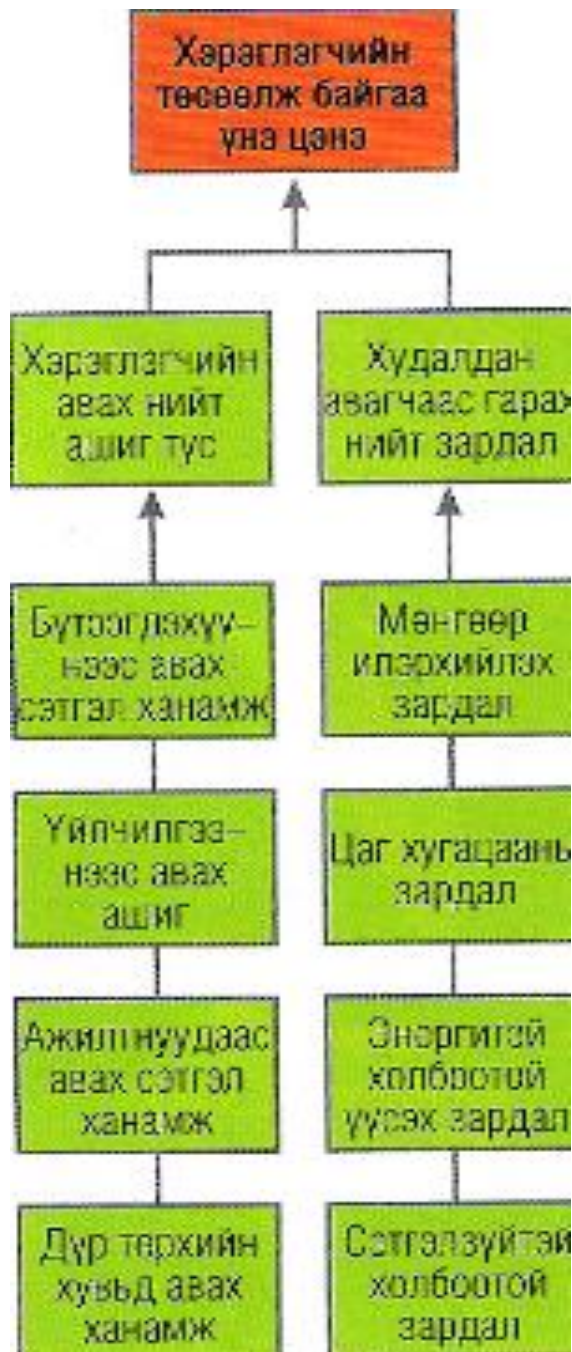 Хэрэглэгчийн
төсөөлж байгаа
үнэ цэнэ
Хэрэглэгчийн
авах нийт
ашиг тус
Худалдан
авагчаас гарах
нийт зардал
Бүтээгдэхүү–
нээс авах
сэтгэл ханамж
Мөнгөөр
илэрхийлэх
зардал
Үйлчилгээ–
нээс авах
ашиг
Цаг хугацааны
зардал
Ажилтнуудаас
авах сэтгэл
ханамж
Энергитэй
холбоотой
үүсэх зардал
Дүр төрхийн
хувьд авах
ханамж
Сэтгэлзүйтэй
холбоотой
зардал